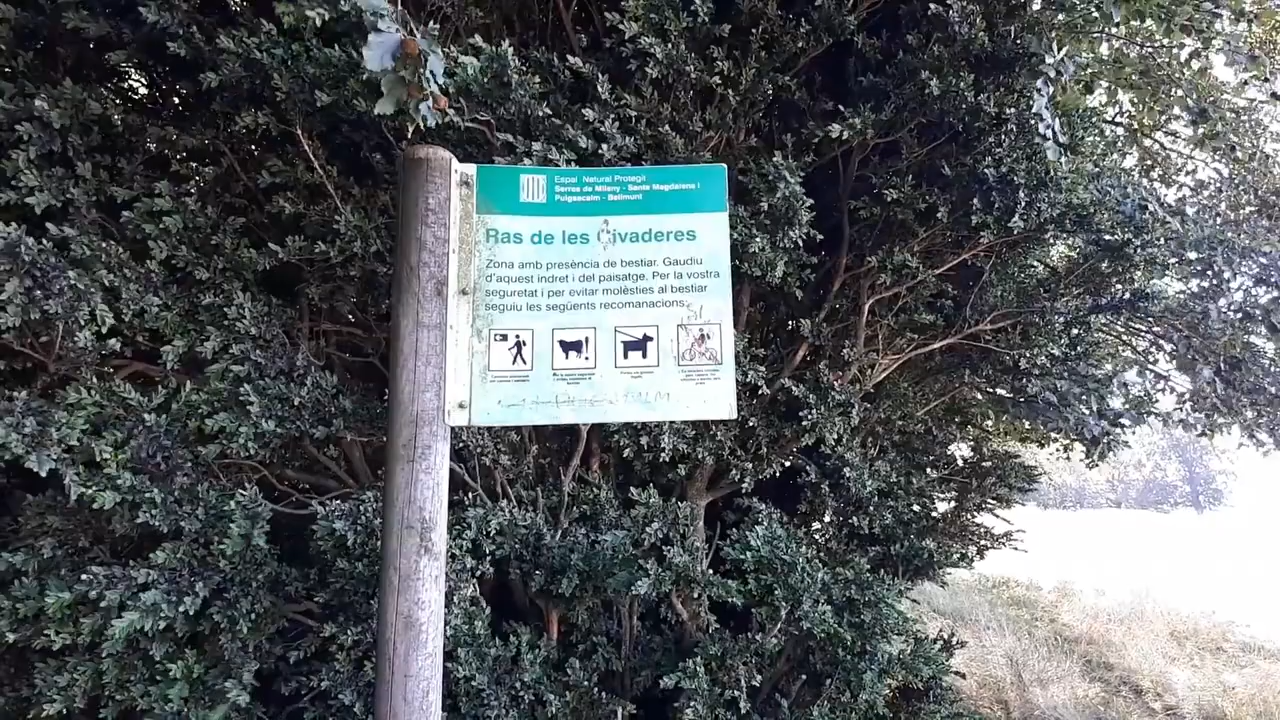 Espai Natural Protegit
Serres de Milany - Santa Magdalena i
Puigsacalm - Bellmunt
Ras de les Civaderes
Zona amb presència de bestiar. Gaudiu
d'aquest indret i del paisatge. Per la vostra
seguretat i per evitar molèsties al bestiar
seguiu les següents recomanacions: